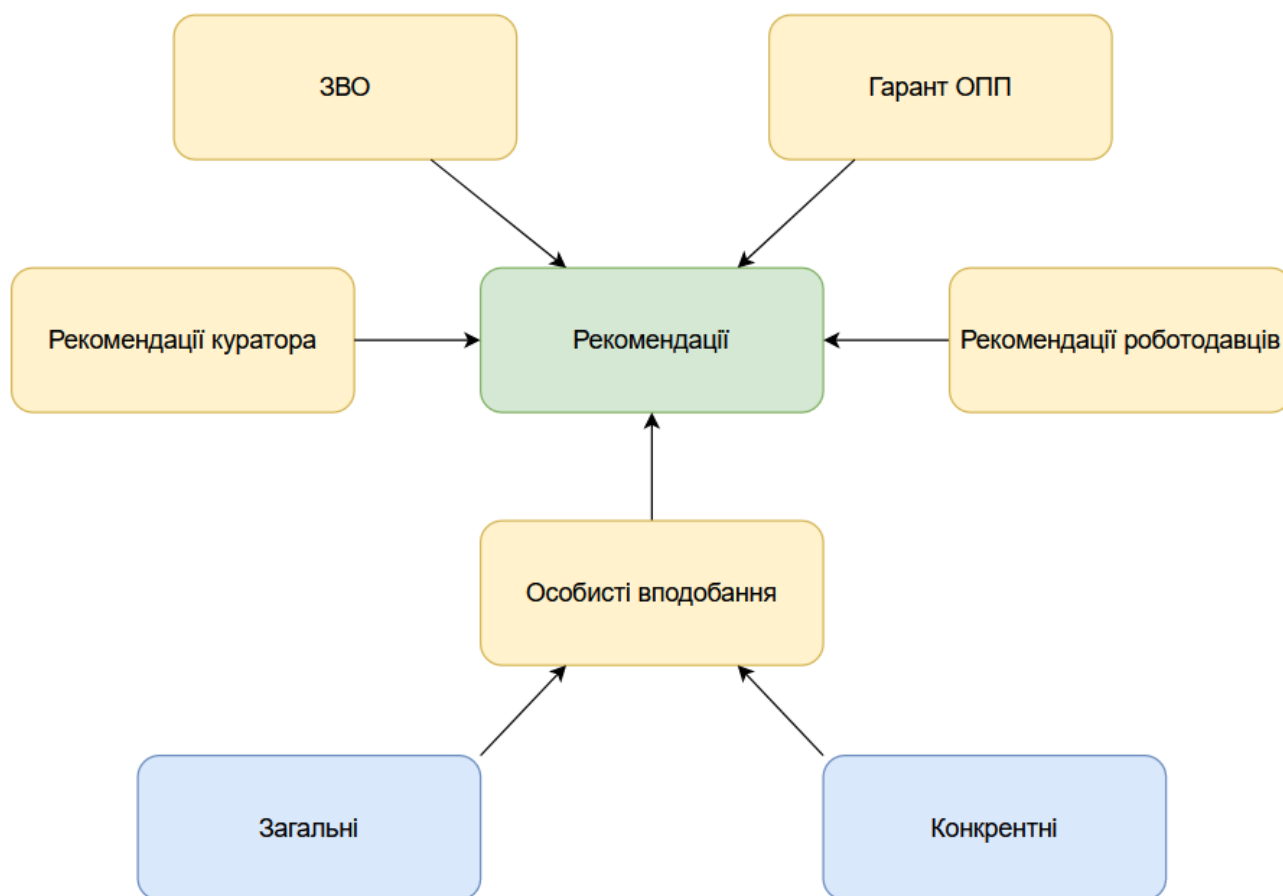 ЗВО
Гарант ОПП
Рекомендації куратора
Рекомендації
Рекомендації роботодавців
Особисті вподобання
Загальні
Конкрентні